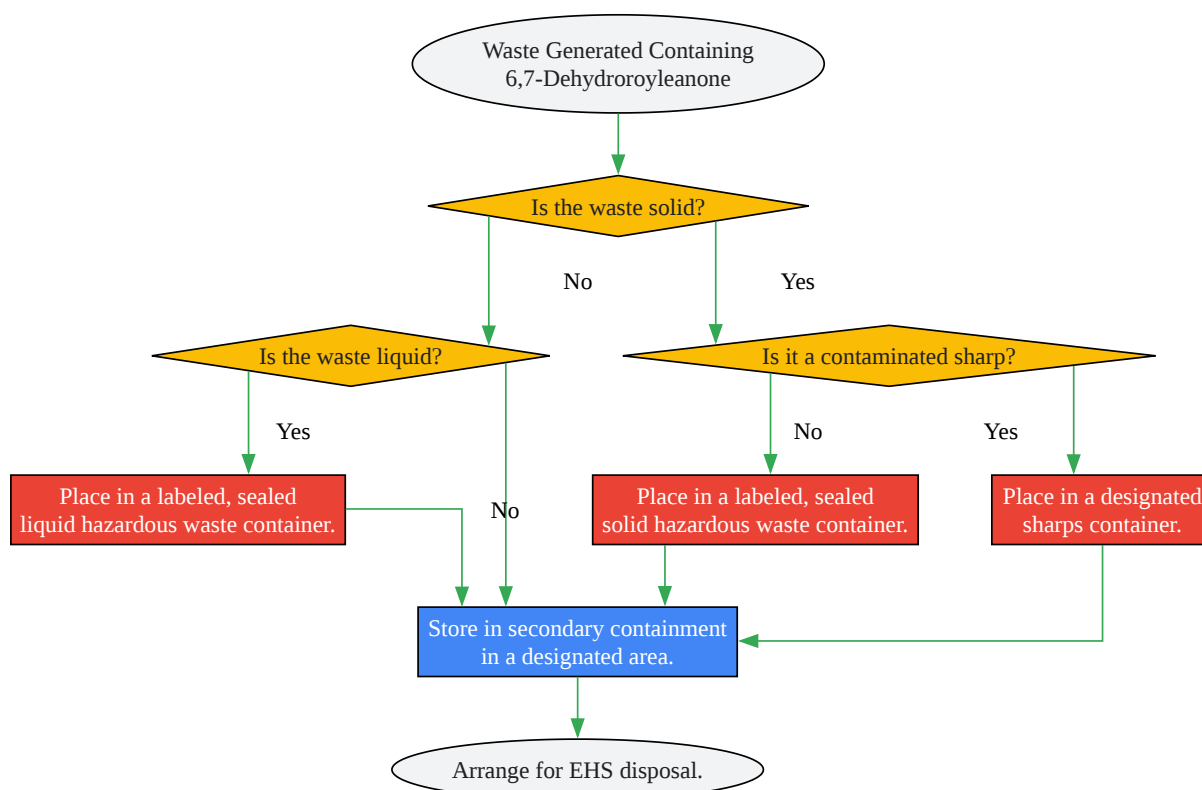 Waste Generated Containing
6,7-Dehydroroyleanone
Is the waste solid?
No
Yes
Is the waste liquid?
Is it a contaminated sharp?
Yes
No
Yes
Place in a labeled, sealed
liquid hazardous waste container.
No
Place in a labeled, sealed
solid hazardous waste container.
Place in a designated
sharps container.
Store in secondary containment
in a designated area.
Arrange for EHS disposal.